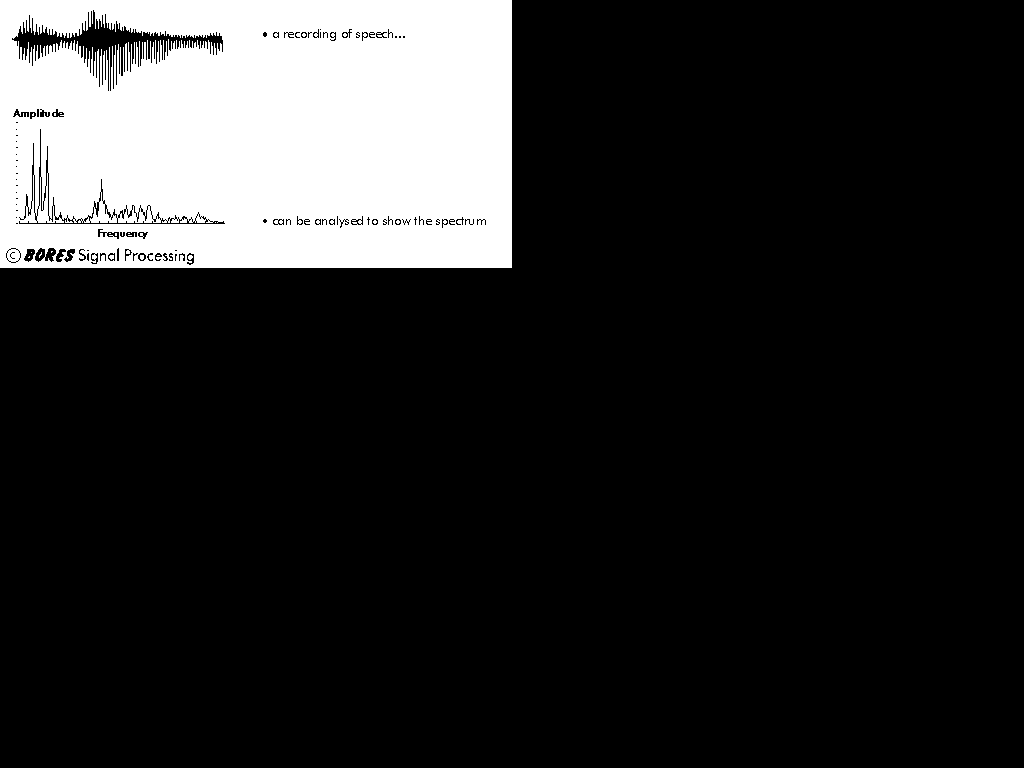 • a recording of speech...
Amplitude
• can be analysed to show the spectrum
Frequency
© BORES Signal Processing